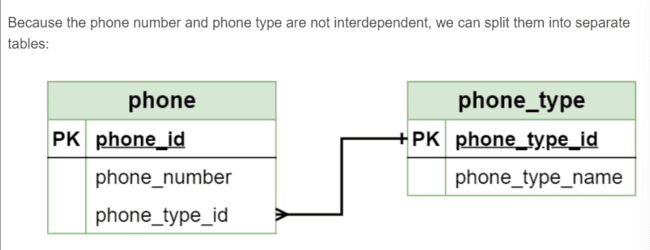 Because the phone number and phone type are not interdependent, we can split them into separate
tables:
phone
PK phone_id
phone_number
phone_type_id
phone_type
PK phone_type_id
phone_type_name